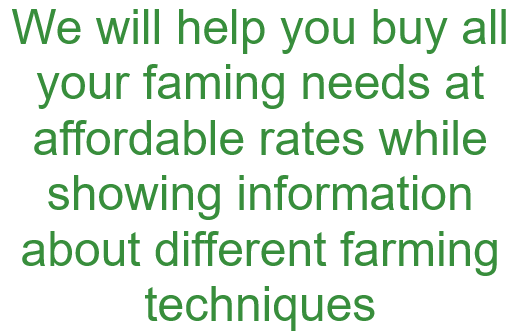 We will help you buy all
your faming needs at
affordable rates while
showing information
about different farming
techniques